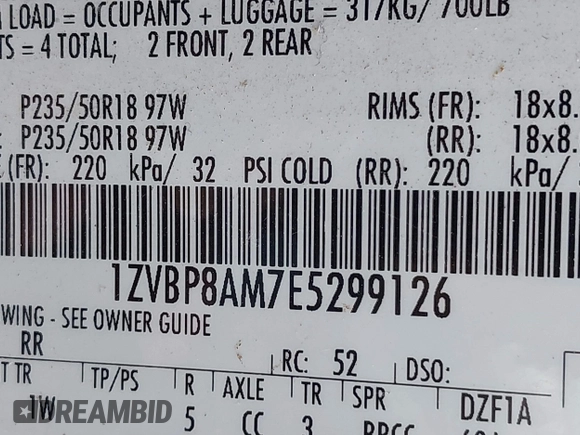 LOAD = OCCUPANTS + LUGGAGE = 317KG/ 700LB
TS = 4 TOTAL; 2 FRONT, 2 REAR
P235/50R18 97W RIMS (FR): 18x8.
P235/50R18 97W (RR): 18x8.
(FR): 220 kPa/ 32 PSI COLD (RR): 220 kPa/
1ZVBP8AM7E5299126
WING - SEE OWNER GUIDE
RR RC: 52 DSO:
T TR TP/PS R AXLE TR SPR DZF1A
1W 5 CC 3
DREAMBID